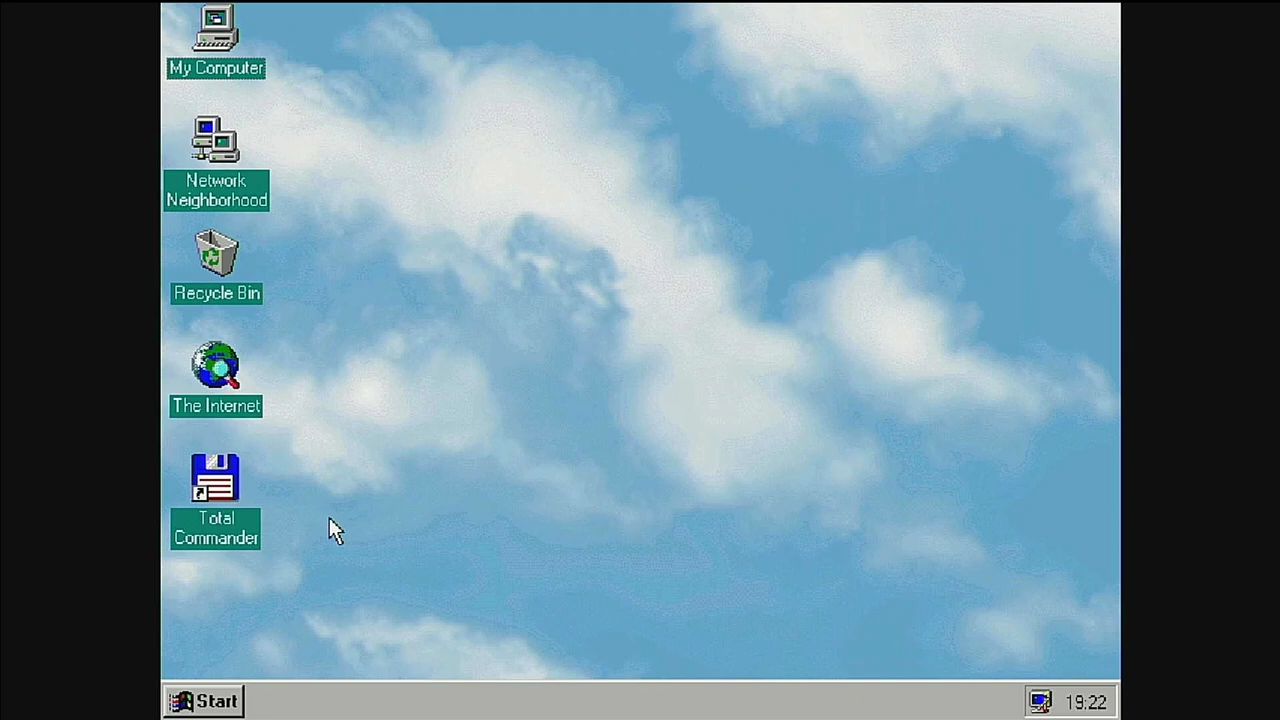 My Computer
Network
Neighborhood
Recycle Bin
The Internet
Total
Commander
Start
19:22